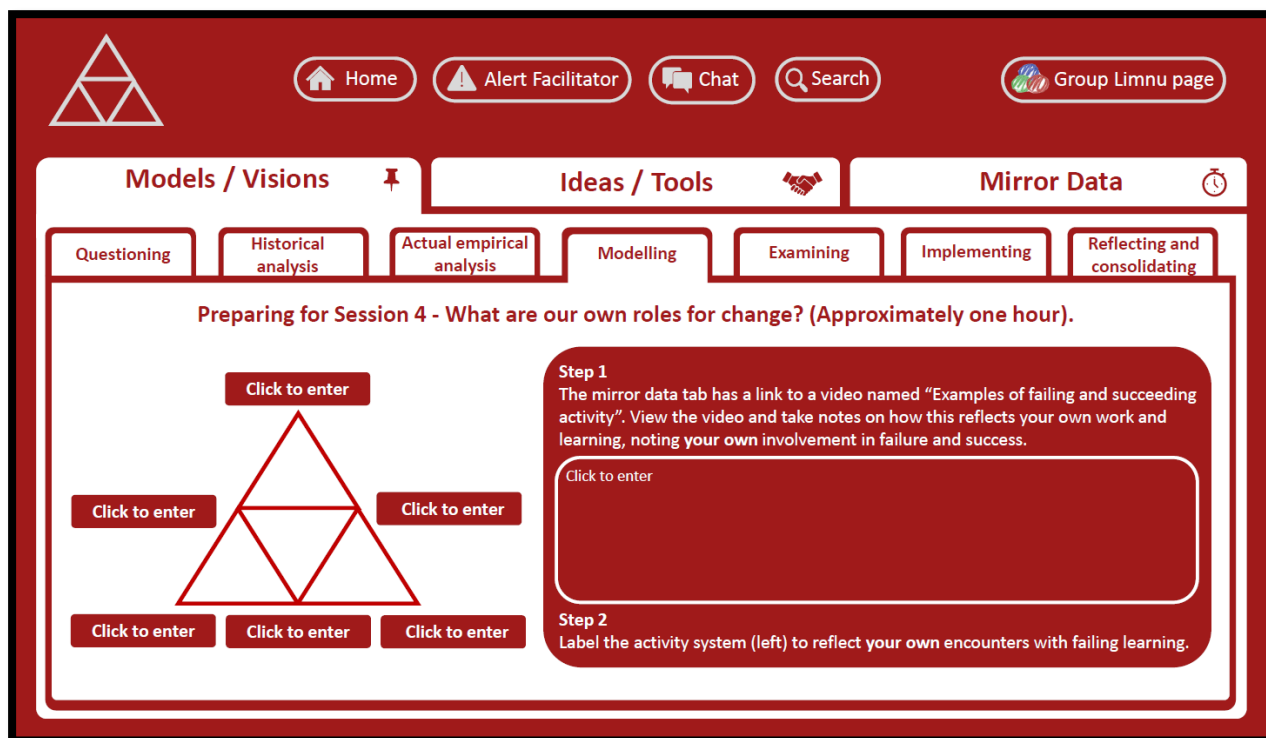 Home
Alert Facilitator
Chat
Search
Group Limnu page
Models / Visions
Ideas / Tools
Mirror Data
Questioning
Historical
analysis
Actual empirical
analysis
Modelling
Examining
Implementing
Reflecting and
consolidating
Preparing for Session 4 - What are our own roles for change? (Approximately one hour).
Click to enter
Click to enter
Click to enter
Click to enter
Click to enter
Click to enter
Step 1
The mirror data tab has a link to a video named “Examples of failing and succeeding
activity”. View the video and take notes on how this reflects your own work and
learning, noting your own involvement in failure and success.
Click to enter
Step 2
Label the activity system (left) to reflect your own encounters with failing learning.